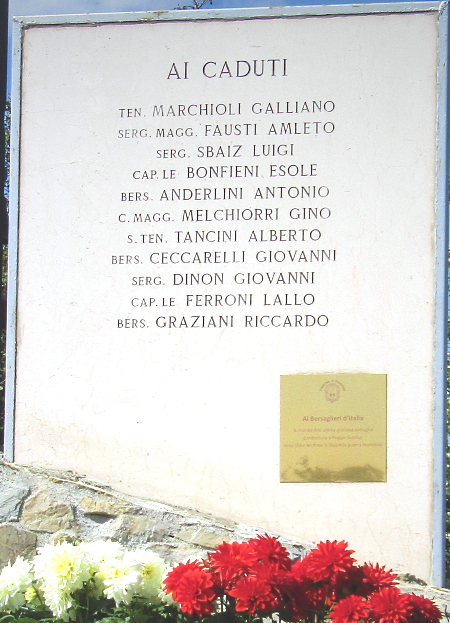 AI CADUTI
TEN. MARCHIOLI GALLIANO
SERG. MAGG. FAUSTI AMLETO
SERG. SBAIZ LUIGI
CAP. LE BONFIENI ESOLE
BERS. ANDERLINI ANTONIO
C. MAGG. MELCHIORRI GINO
S. TEN. TANCINI ALBERTO
BERS. CECCARELLI GIOVANNI
SERG. DINON GIOVANNI
CAP. LE FERRONI LALLO
BERS. GRAZIANI RICCARDO
Ai Bersaglieri d'Italia